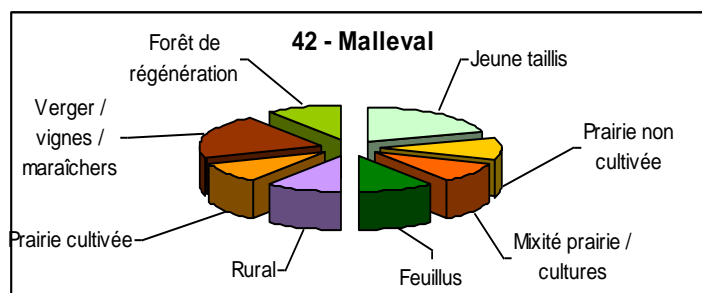 42 - Malleval
Forêt de
régénération
Jeune taillis
Verger /
vignes /
maraîchers
Prairie non
cultivée
Prairie cultivée
Rural
Feuillus
Mixité prairie /
cultures